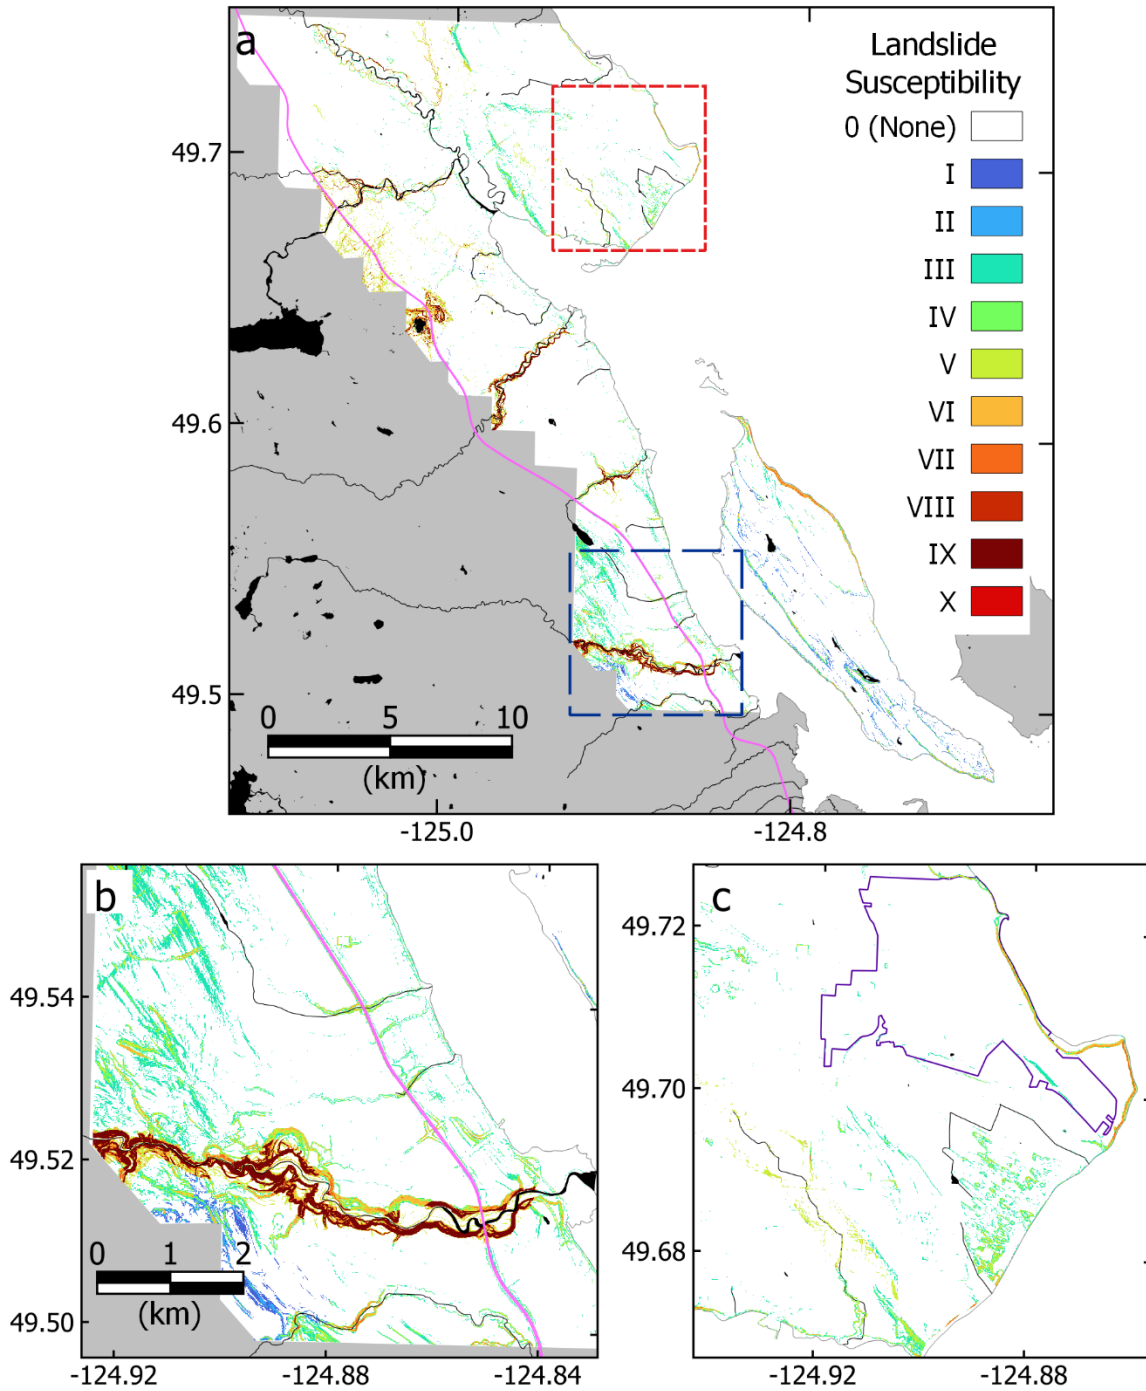 a
Landslide
Susceptibility
0 (None)
I
II
III
IV
V
VI
VII
VIII
IX
X
49.7
49.6
49.5
0 5 10
(km)
-125.0 -124.8
b
49.54
49.52
49.50
0 1 2
(km)
-124.92 -124.88 -124.84
c
49.72
49.70
49.68
-124.92 -124.88